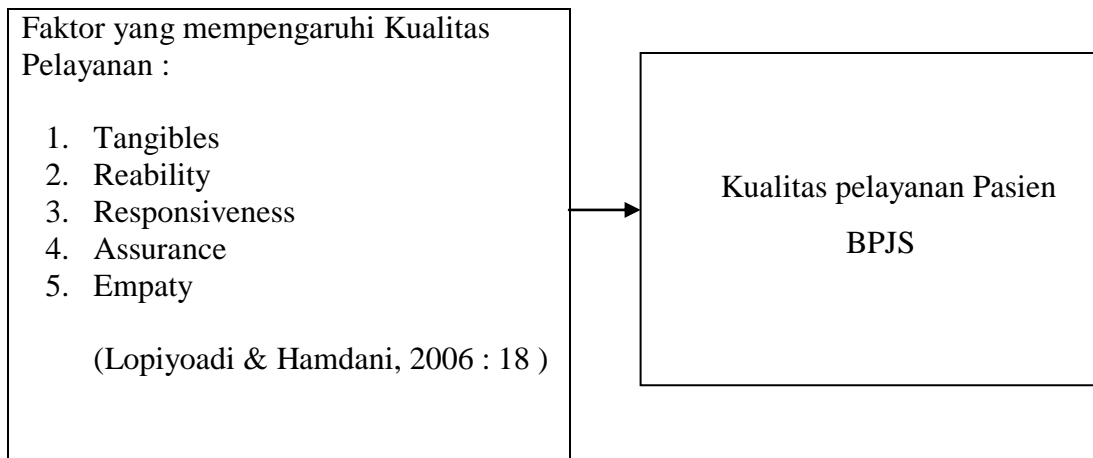 Faktor yang mempengaruhi Kualitas
Pelayanan :
1. Tangibles
2. Reability
3. Responsiveness
4. Assurance
5. Empaty
(Lopiyoadi & Hamdani, 2006 : 18 )
Kualitas pelayanan Pasien
BPJS